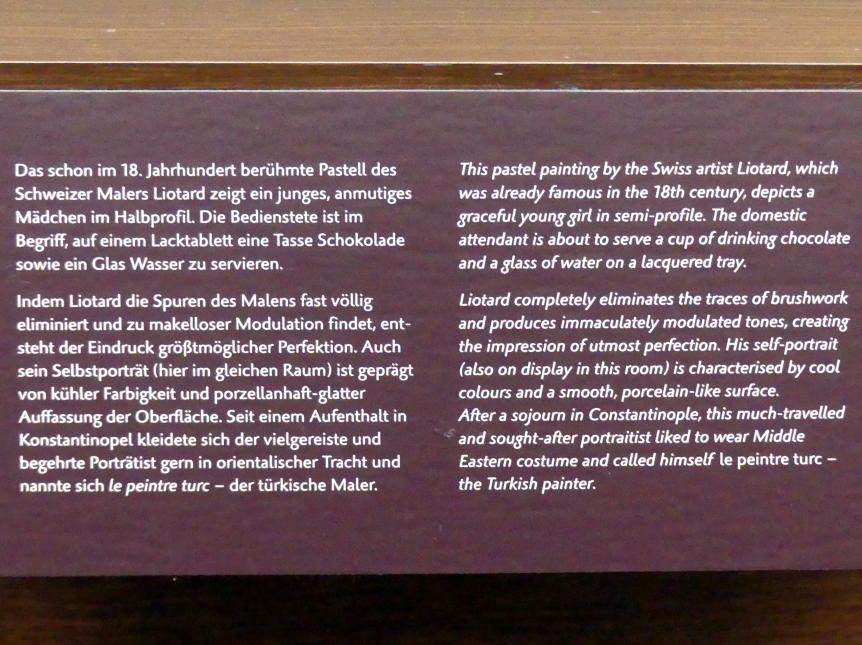 Das schon im 18. Jahrhundert berühmte Pastell des
Schweizer Malers Liotard zeigt ein junges, anmutiges
Mädchen im Halbprofil. Die Bedienstete ist im
Begriff, auf einem Lacktablett eine Tasse Schokolade
sowie ein Glas Wasser zu servieren.
Indem Liotard die Spuren des Malens fast völlig
eliminiert und zu makelloser Modulation findet, ent-
steht der Eindruck größtmöglicher Perfektion. Auch
sein Selbstporträt (hier im gleichen Raum) ist geprägt
von kühler Farbigkeit und porzellanhaft-glatter
Auffassung der Oberfläche. Seit einem Aufenthalt in
Konstantinopel kleidete sich der vielgereiste und
begehrte Porträtist gern in orientalischer Tracht und
nannte sich le peintre turc – der türkische Maler.
This pastel painting by the Swiss artist Liotard, which
was already famous in the 18th century, depicts a
graceful young girl in semi-profile. The domestic
attendant is about to serve a cup of drinking chocolate
and a glass of water on a lacquered tray.
Liotard completely eliminates the traces of brushwork
and produces immaculately modulated tones, creating
the impression of utmost perfection. His self-portrait
(also on display in this room) is characterised by cool
colours and a smooth, porcelain-like surface.
After a sojourn in Constantinople, this much-travelled
and sought-after portraitist liked to wear Middle
Eastern costume and called himself le peintre turc –
the Turkish painter.